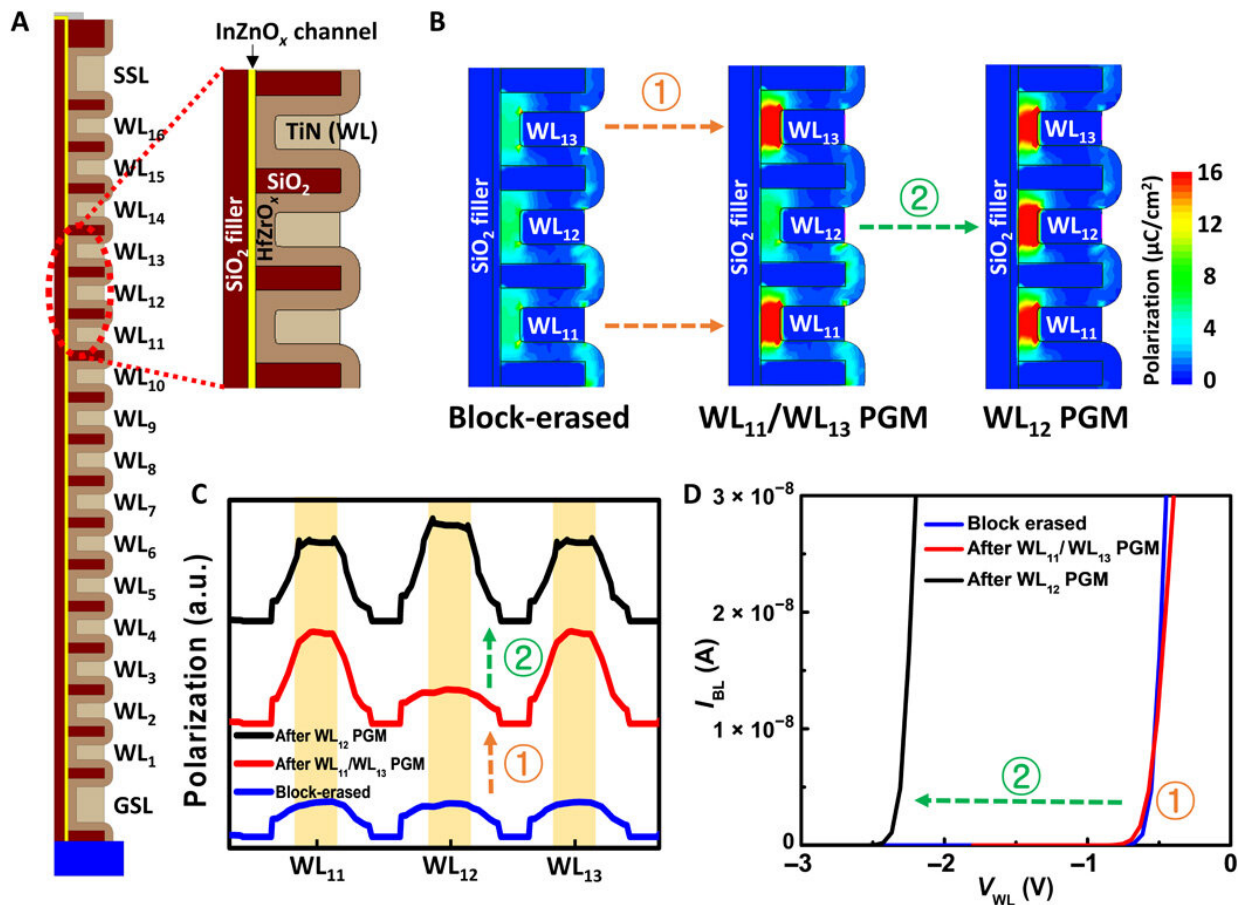 A
SSL
WL16
WL15
WL14
WL13
WL12
WL11
WL10
WL9
WL8
WL7
WL6
WL5
WL4
WL3
WL2
WL1
GSL
InZnOx channel
TiN (WL)
SiO2
HfZrOx
SiO2 filler
B
①
②
SiO2 filler
WL13
WL12
WL11
Block-erased
SiO2 filler
WL13
WL12
WL11
WL11/WL13 PGM
SiO2 filler
WL13
WL12
WL11
WL12 PGM
Polarization (μC/cm2)
16
12
8
4
0
C
Polarization (a.u.)
②
①
After WL12 PGM
After WL11/WL13 PGM
Block-erased
WL11
WL12
WL13
D
3 × 10−8
2 × 10−8
1 × 10−8
0
IBL (A)
Block erased
After WL11/ WL13 PGM
After WL12 PGM
②
①
−3
−2
−1
0
VWL (V)